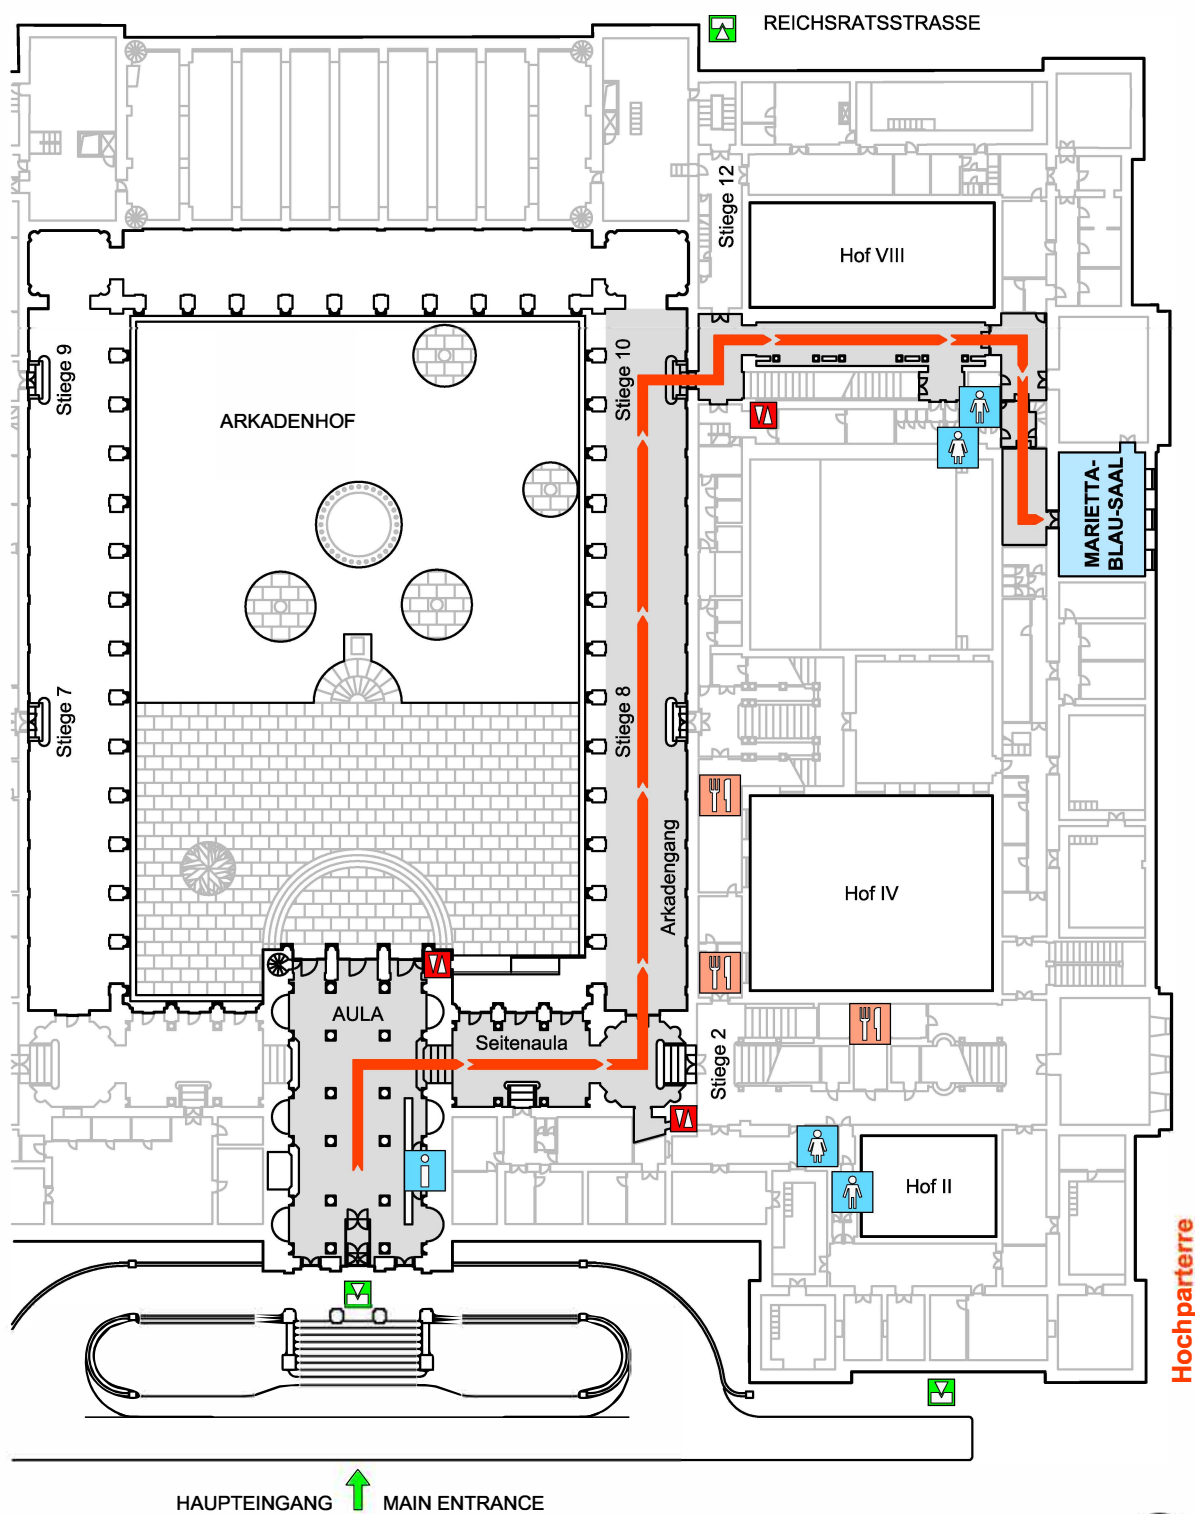 REICHSRATSSTRASSE
Stiege 12
Hof VIII
Stiege 9
Stiege 10
ARKADENHOF
MARIETTA-
BLAU-SAAL
Stiege 7
Stiege 8
Arkadengang
Hof IV
AULA
Seitenaula
Stiege 2
i
Hof II
Hochparterre
HAUPTEINGANG
MAIN ENTRANCE